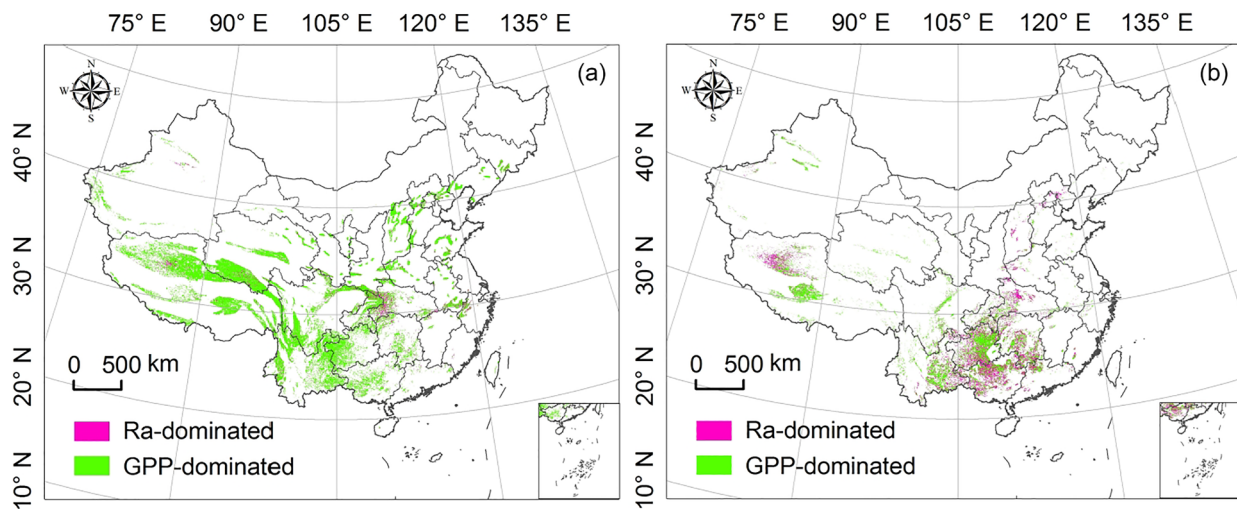 75° E 90° E 105° E 120° E 135° E
(a)
N
W E
S
40° N
30° N
20° N
10° N
0 500 km
Ra-dominated
GPP-dominated
75° E 90° E 105° E 120° E 135° E
(b)
N
W E
S
40° N
30° N
20° N
10° N
0 500 km
Ra-dominated
GPP-dominated